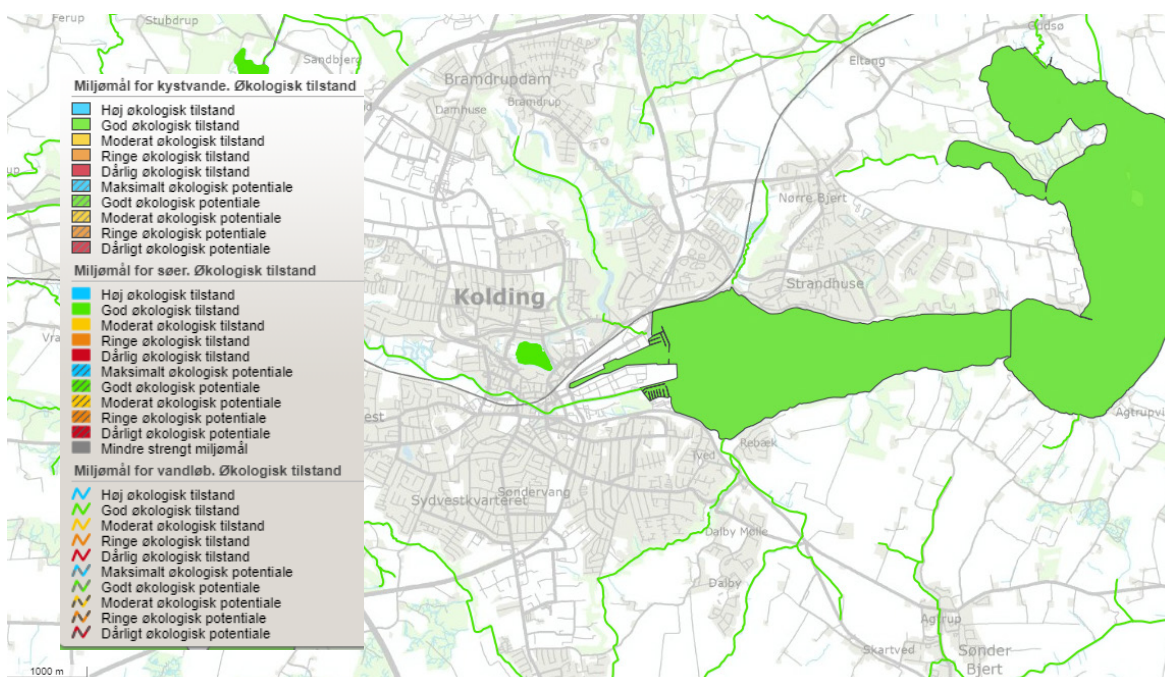 Ferup
Stubdrup
Sandbjerg
Bramdrupdam
Damhuse
Bramdrup
Eltang
Gudsø
Miljømål for kystvande. Økologisk tilstand
Høj økologisk tilstand
God økologisk tilstand
Moderat økologisk tilstand
Ringe økologisk tilstand
Dårlig økologisk tilstand
Maksimalt økologisk potentiale
Godt økologisk potentiale
Moderat økologisk potentiale
Ringe økologisk potentiale
Dårligt økologisk potentiale
Miljømål for søer. Økologisk tilstand
Høj økologisk tilstand
God økologisk tilstand
Moderat økologisk tilstand
Ringe økologisk tilstand
Dårlig økologisk tilstand
Maksimalt økologisk potentiale
Godt økologisk potentiale
Moderat økologisk potentiale
Ringe økologisk potentiale
Dårligt økologisk potentiale
Mindre strengt miljømål
Miljømål for vandløb. Økologisk tilstand
Høj økologisk tilstand
God økologisk tilstand
Moderat økologisk tilstand
Ringe økologisk tilstand
Dårlig økologisk tilstand
Maksimalt økologisk potentiale
Godt økologisk potentiale
Moderat økologisk potentiale
Ringe økologisk potentiale
Dårligt økologisk potentiale
Nørre Bjert
Strandhuse
Kolding
Vra
est
Agtrupvi
Rebæk
Tved
Søndervang
Sydvestkvarteret
Dalby Mølle
Dalby
Agtrup
Skartved
Sønder
Bjert
1000 m